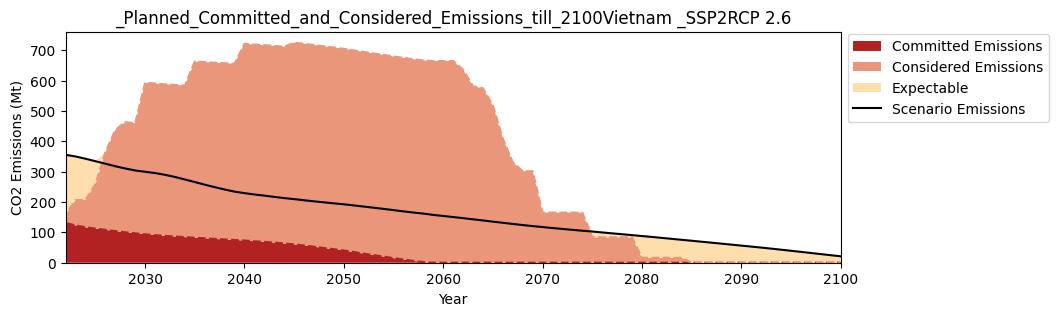 _Planned_Committed_and_Considered_Emissions_till_2100Vietnam _SSP2RCP 2.6
Committed Emissions
Considered Emissions
Expectable
Scenario Emissions
CO2 Emissions (Mt)
700
600
500
400
300
200
100
0
2030
2040
2050
2060
2070
2080
2090
2100
Year